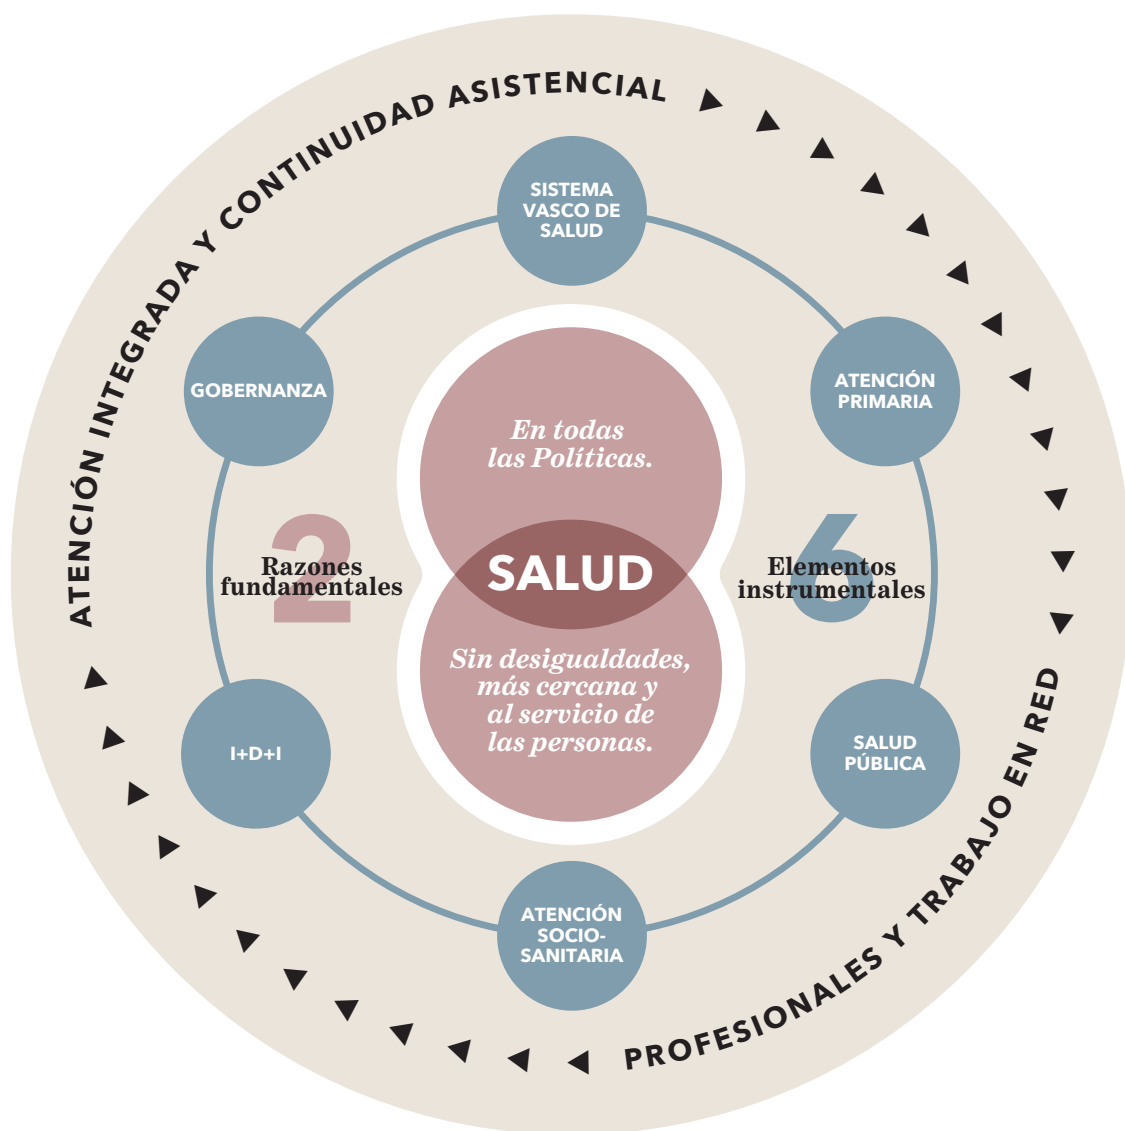 ATENCIÓN INTEGRADA Y CONTINUIDAD ASISTENCIAL
SISTEMA
VASCO DE
SALUD
GOBERNANZA
ATENCIÓN
PRIMARIA
En todas
las Políticas.
2
Razones
fundamentales
SALUD
6
Elementos
instrumentales
Sin desigualdades,
más cercana y
al servicio de
las personas.
I+D+I
SALUD
PÚBLICA
ATENCIÓN
SOCIO-
SANITARIA
PROFESIONALES Y TRABAJO EN RED